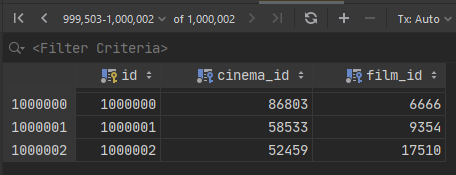 999,503-1,000,002 of 1,000,002 Tx: Auto
<Filter Criteria>
id cinema_id film_id
1000000 1000000 86803 6666
1000001 1000001 58533 9354
1000002 1000002 52459 17510